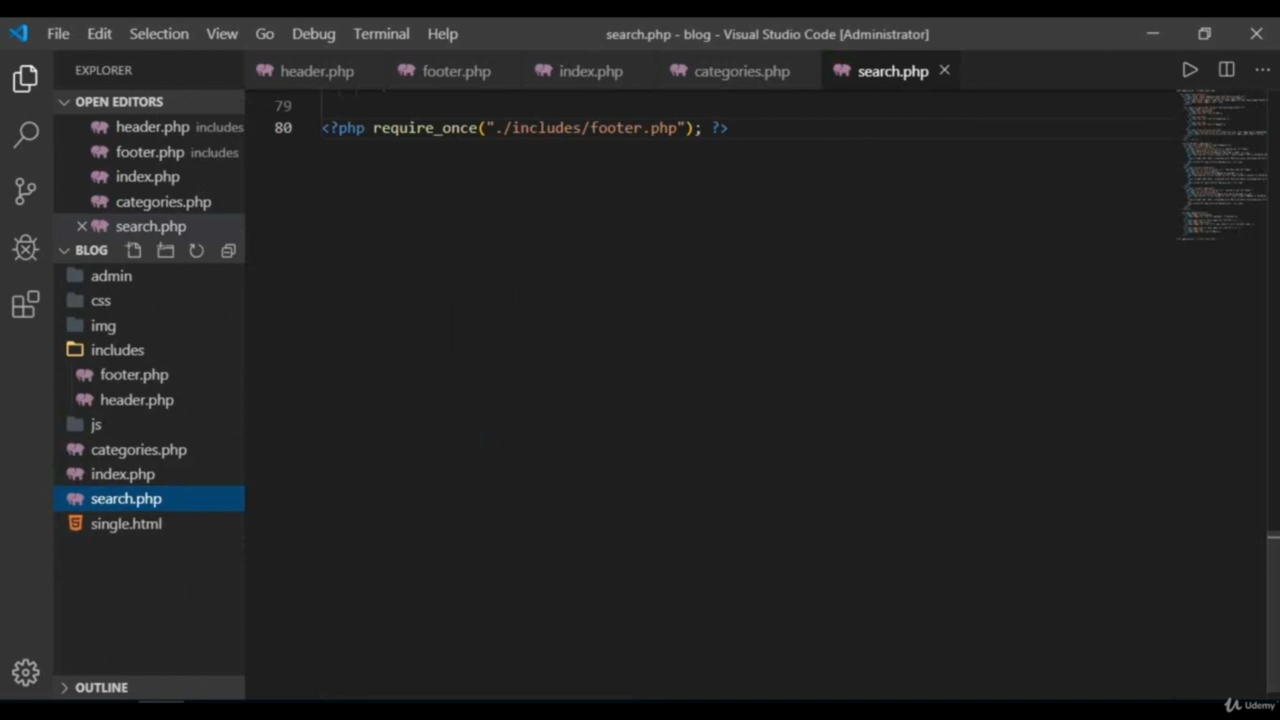 File Edit Selection View Go Debug Terminal Help
search.php - blog - Visual Studio Code [Administrator]
EXPLORER
header.php footer.php index.php categories.php search.php
OPEN EDITORS
header.php includes
footer.php includes
index.php
categories.php
search.php
BLOG
admin
css
img
includes
footer.php
header.php
js
categories.php
index.php
search.php
single.html
OUTLINE
79
80 <?php require_once("./includes/footer.php"); ?>
Udemy